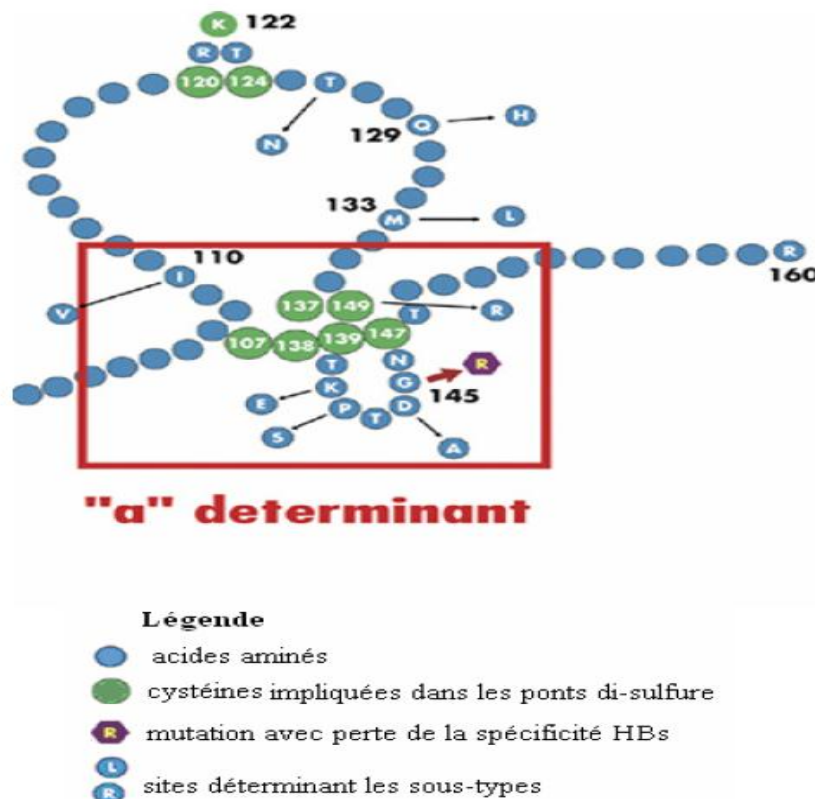 K 122
R T
120 124 T
129 Q H
N
133 M L
110
I
160 R
V
137 149 R
T
107 138 139 147
T N
K G R
E 145
P T D
S A
"a" determinant
Légende
acides aminés
cystéines impliquées dans les ponts di-sulfure
R mutation avec perte de la spécificité HBs
L
R sites déterminant les sous-types